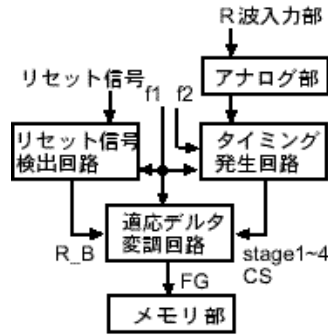 R波入力部
リセット信号
f1
f2
アナログ部
リセット信号
検出回路
タイミング
発生回路
適応デルタ
変調回路
R_B
stage1~4
CS
FG
メモリ部